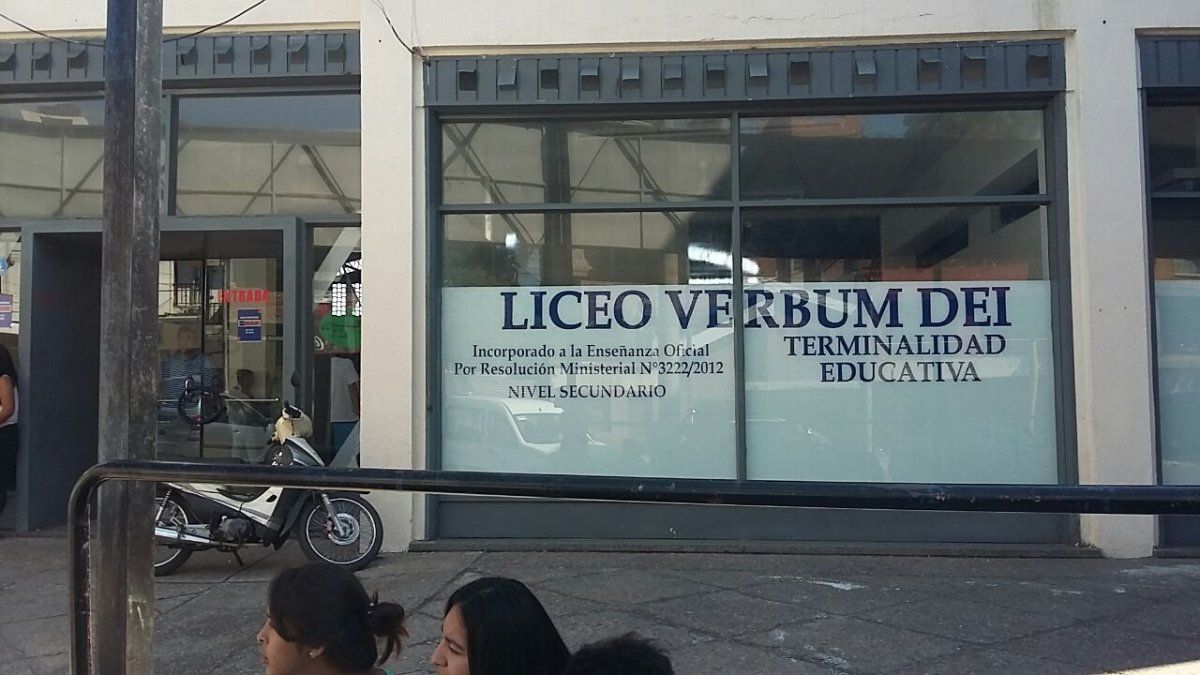 ENTRADA
LICEO VERBUM DEI
Incorporado a la Enseñanza Oficial
Por Resolución Ministerial N°3222/2012
NIVEL SECUNDARIO
TERMINALIDAD
EDUCATIVA